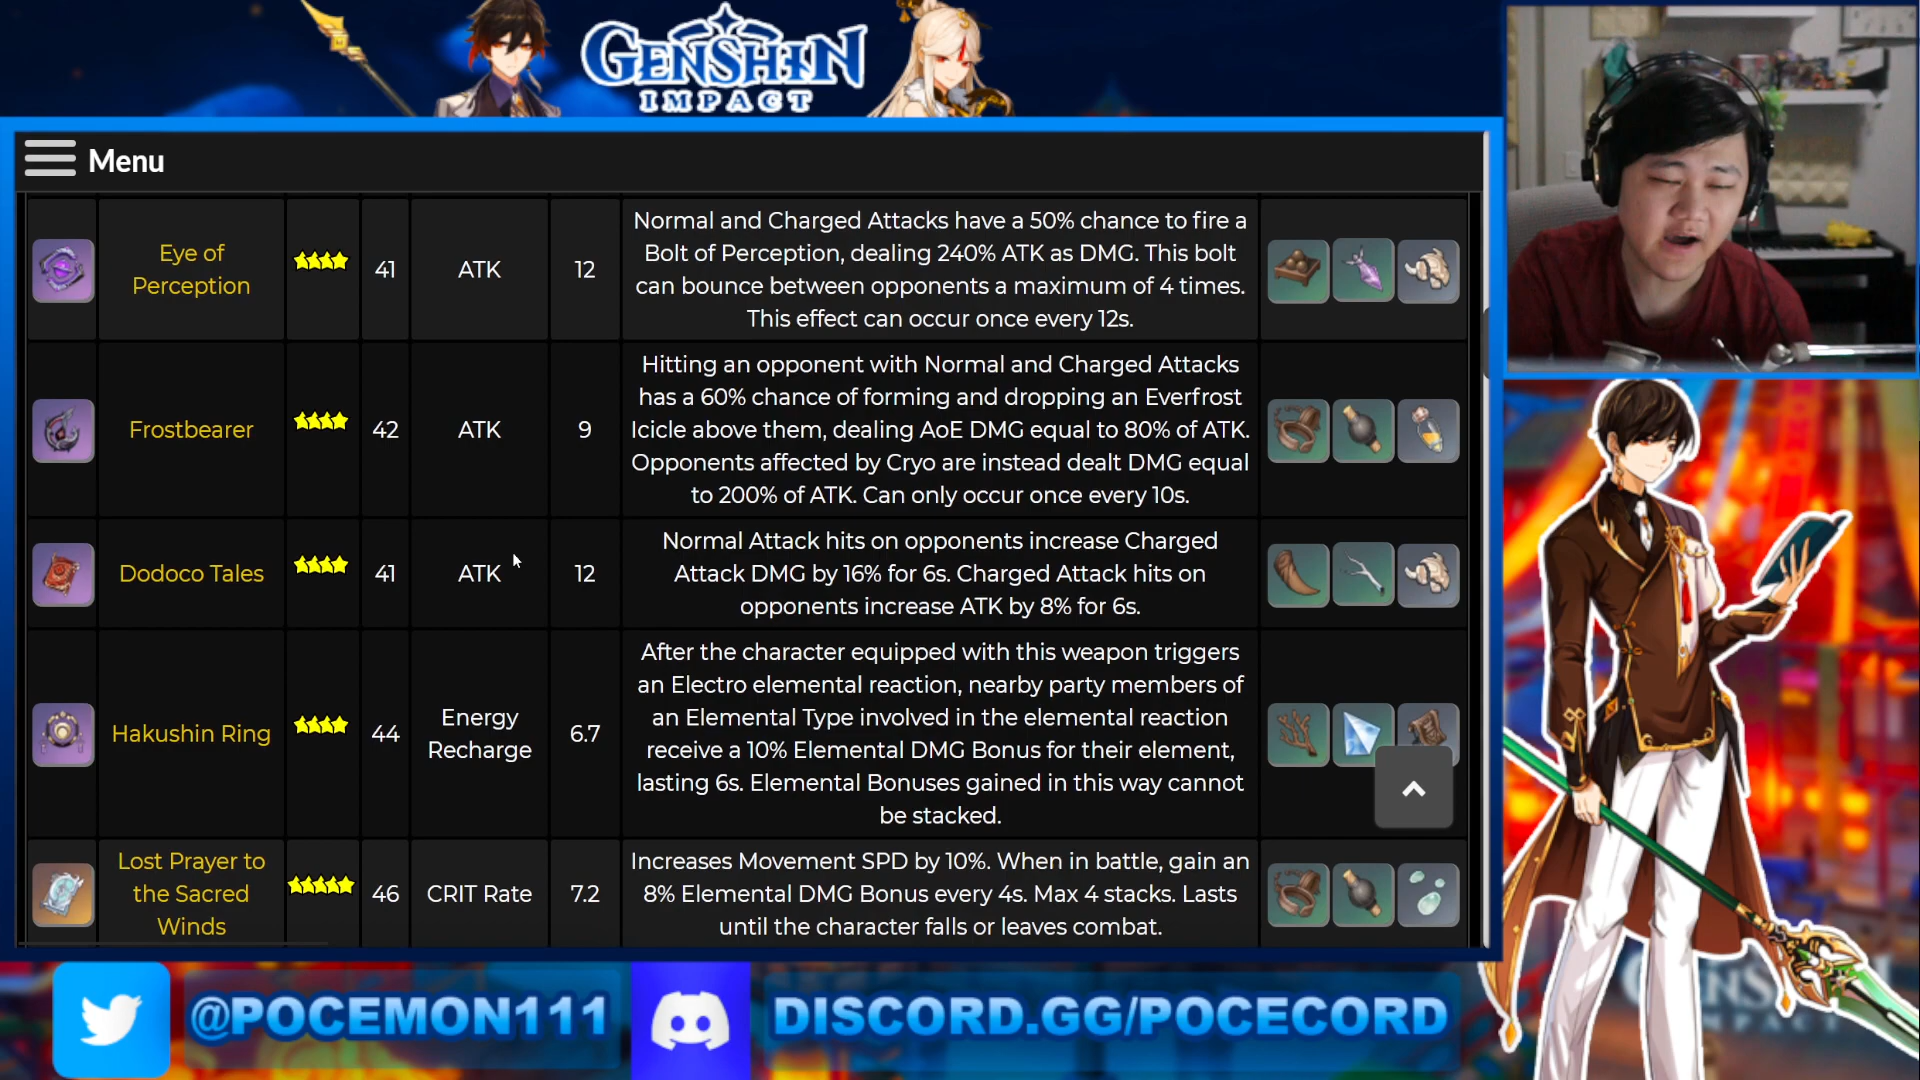 GENSHIN
IMPACT
Menu
Eye of
Perception
41
ATK
12
Normal and Charged Attacks have a 50% chance to fire a
Bolt of Perception, dealing 240% ATK as DMG. This bolt
can bounce between opponents a maximum of 4 times.
This effect can occur once every 12s.
Frostbearer
42
ATK
9
Hitting an opponent with Normal and Charged Attacks
has a 60% chance of forming and dropping an Everfrost
Icicle above them, dealing AoE DMG equal to 80% of ATK.
Opponents affected by Cryo are instead dealt DMG equal
to 200% of ATK. Can only occur once every 10s.
Dodoco Tales
41
ATK
12
Normal Attack hits on opponents increase Charged
Attack DMG by 16% for 6s. Charged Attack hits on
opponents increase ATK by 8% for 6s.
Hakushin Ring
44
Energy
Recharge
6.7
After the character equipped with this weapon triggers
an Electro elemental reaction, nearby party members of
an Elemental Type involved in the elemental reaction
receive a 10% Elemental DMG Bonus for their element,
lasting 6s. Elemental Bonuses gained in this way cannot
be stacked.
Lost Prayer to
the Sacred
Winds
46
CRIT Rate
7.2
Increases Movement SPD by 10%. When in battle, gain an
8% Elemental DMG Bonus every 4s. Max 4 stacks. Lasts
until the character falls or leaves combat.
@POCEMON111
DISCORD.GG/POCECORD